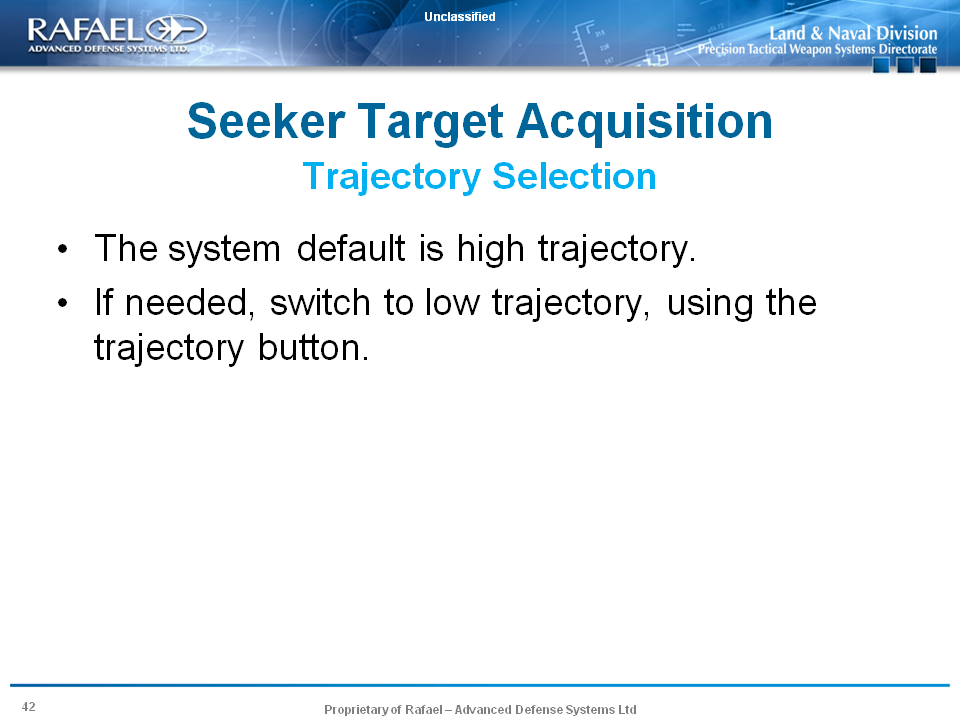 Unclassified
RAFAEL
ADVANCED DEFENSE SYSTEMS LTD.
Land & Naval Division
Precision Tactical Weapon Systems Directorate
Seeker Target Acquisition
Trajectory Selection
• The system default is high trajectory.
• If needed, switch to low trajectory, using the
trajectory button.
42
Proprietary of Rafael – Advanced Defense Systems Ltd